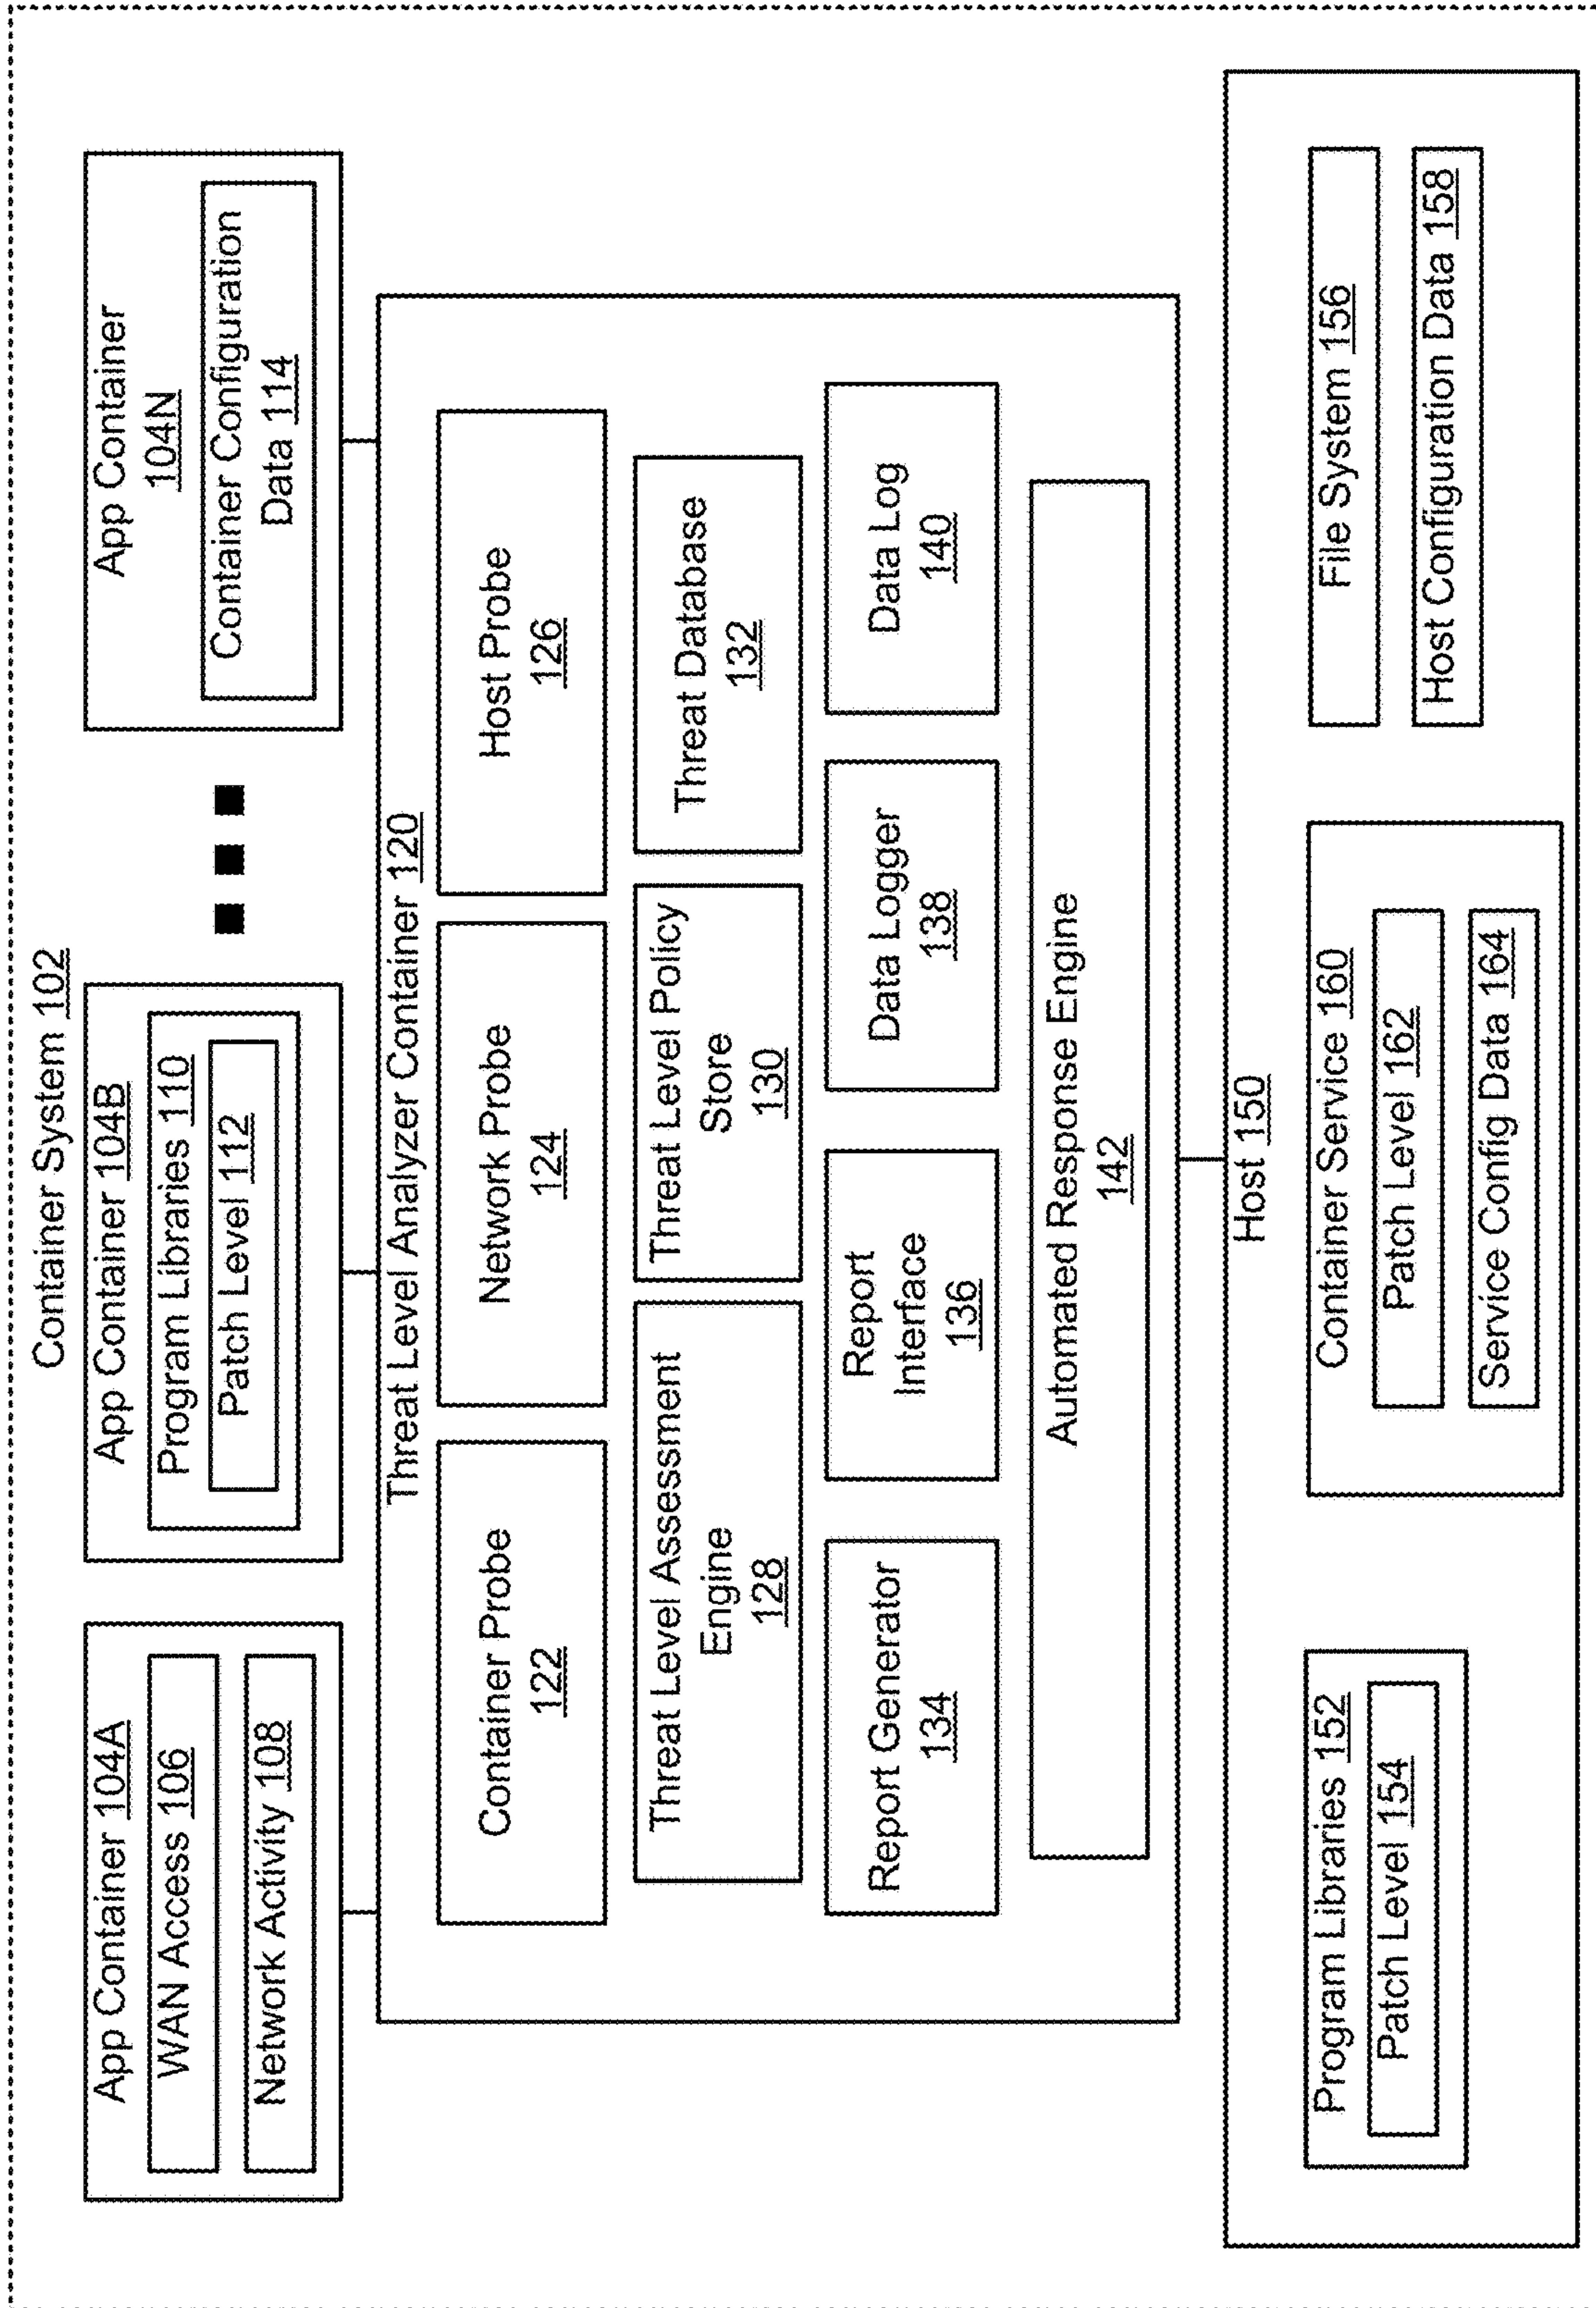 Container System 102
App Container 104A
WAN Access 106
Network Activity 108
App Container 104B
Program Libraries 110
Patch Level 112
App Container
104N
Container Configuration
Data 114
Threat Level Analyzer Container 120
Container Probe
122
Network Probe
124
Host Probe
126
Threat Level Assessment
Engine
128
Threat Level Policy
Store
130
Threat Database
132
Report Generator
134
Report
Interface
136
Data Logger
138
Data Log
140
Automated Response Engine
142
Host 150
Program Libraries 152
Patch Level 154
Container Service 160
Patch Level 162
Service Config Data 164
File System 156
Host Configuration Data 158